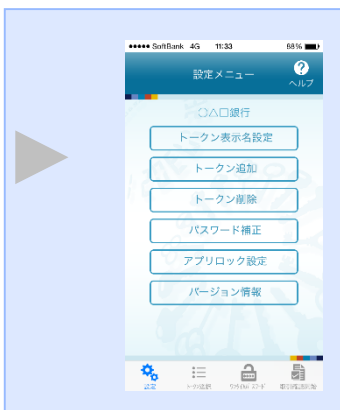 ●●●●● SoftBank 4G 11:33 88%
設定メニュー
?
ヘルプ
○△□銀行
トークン表示名設定
トークン追加
トークン削除
パスワード補正
アプリロック設定
バージョン情報
設定